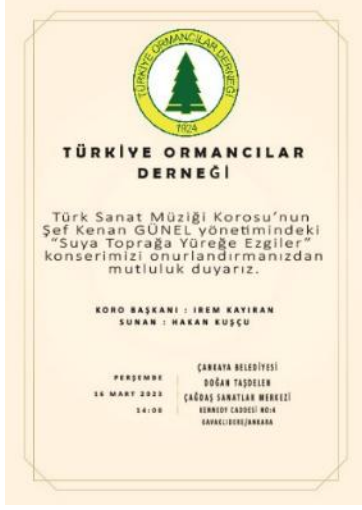 TÜRKİYE ORMANCILAR DERNEĞİ
1924
TÜRKİYE ORMANCILAR
DERNEĞİ
Türk Sanat Müziği Korosu'nun
Şef Kenan GÜNEL yönetimindeki
"Suya Toprağa Yüreğe Ezgiler"
konserimizi onurlandırmanızdan
mutluluk duyarız.
KORO BAŞKANI : IREM KAYIRAN
SUNAN : HAKAN KUŞÇU
PERŞEMBE
16 MART 2023
14:00
ÇANKAYA BELEDİYESİ
DOĞAN TAŞDELEN
ÇAĞDAŞ SANATLAR MERKEZİ
KENNEDY CADDESİ NO:4
KAVAKLIDERE/ANKARA